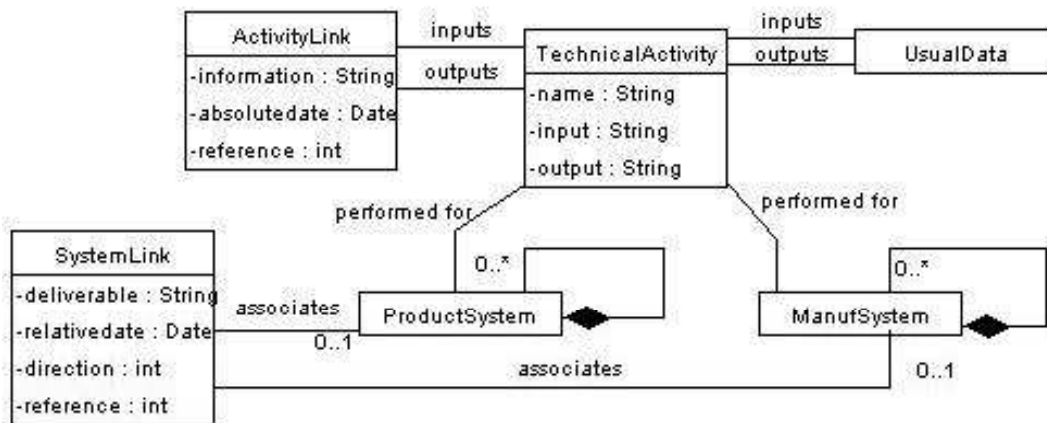 ActivityLink
-information : String
-absolutedate : Date
-reference : int
inputs
outputs
TechnicalActivity
-name : String
-input : String
-output : String
inputs
outputs
UsualData
performed for
performed for
SystemLink
-deliverable : String
-relativedate : Date
-direction : int
-reference : int
associates
0..1
0..*
ProductSystem
0..*
ManufSystem
associates
0..1